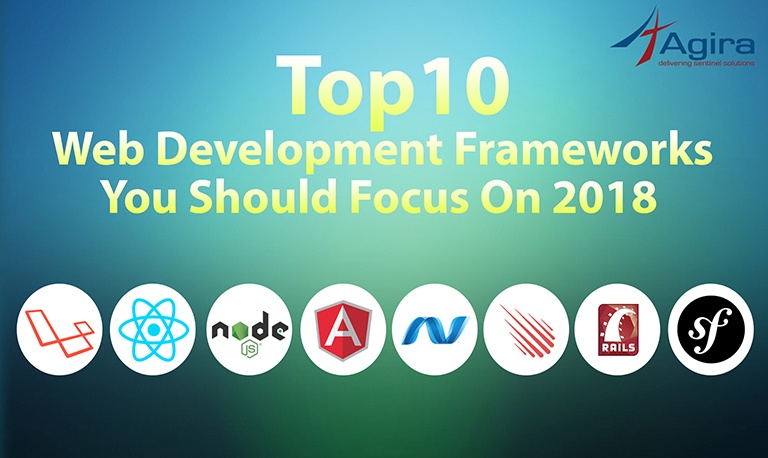 Agira
delivering sentinel solutions
Top10
Web Development Frameworks
You Should Focus On 2018
node
JS
A
RAILS
sf